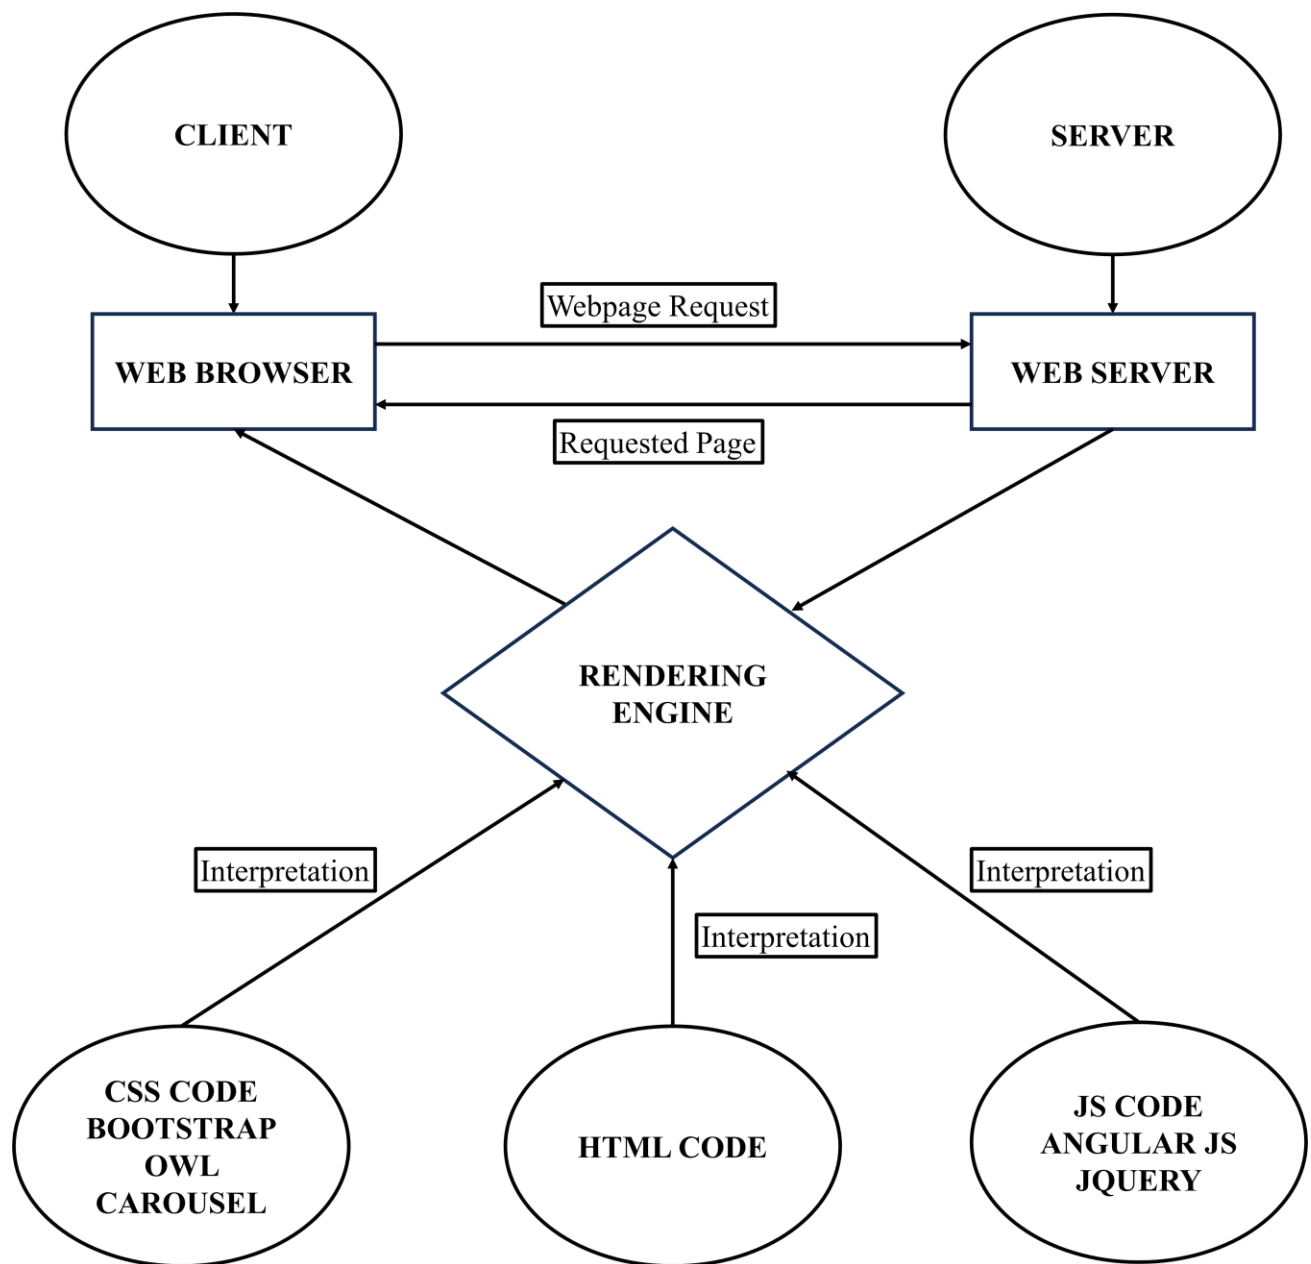 CLIENT
SERVER
Webpage Request
WEB BROWSER
WEB SERVER
Requested Page
RENDERING
ENGINE
Interpretation
Interpretation
Interpretation
CSS CODE
BOOTSTRAP
OWL
CAROUSEL
HTML CODE
JS CODE
ANGULAR JS
JQUERY